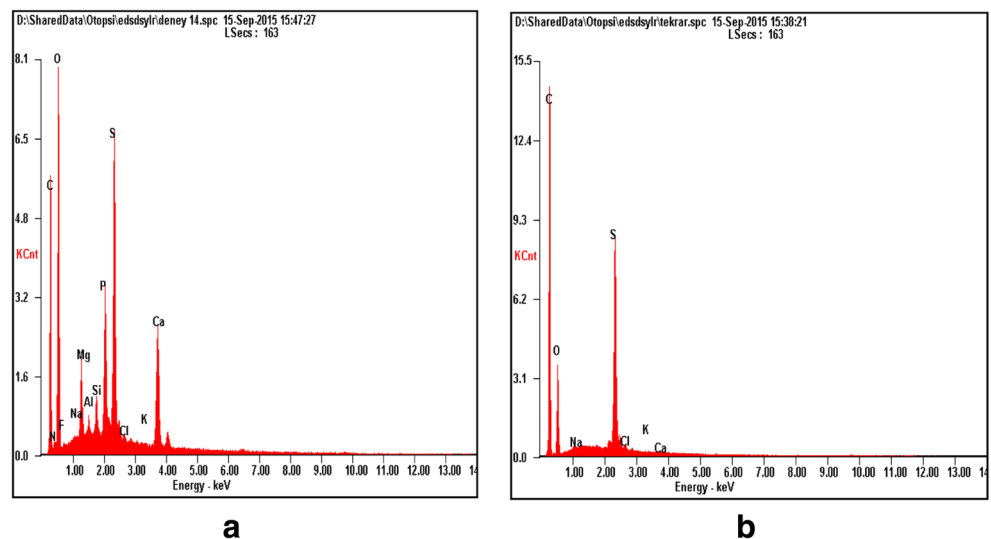 D:\SharedData\Otopsi\edsdsylr\deney 14.spc 15-Sep-2015 15:47:27
LSecs : 163
8.1
6.5
4.8
KCnt
3.2
1.6
0.0
O
S
C
P
Ca
Mg
Si
Al
Na
K
F
Cl
N
1.00 2.00 3.00 4.00 5.00 6.00 7.00 8.00 9.00 10.00 11.00 12.00 13.00 14
Energy - keV
a
D:\SharedData\Otopsi\edsdsylr\tekrar.spc 15-Sep-2015 15:38:21
LSecs : 163
15.5
12.4
9.3
KCnt
6.2
3.1
0.0
C
S
O
K
Na
Cl
Ca
1.00 2.00 3.00 4.00 5.00 6.00 7.00 8.00 9.00 10.00 11.00 12.00 13.00 14
Energy - keV
b